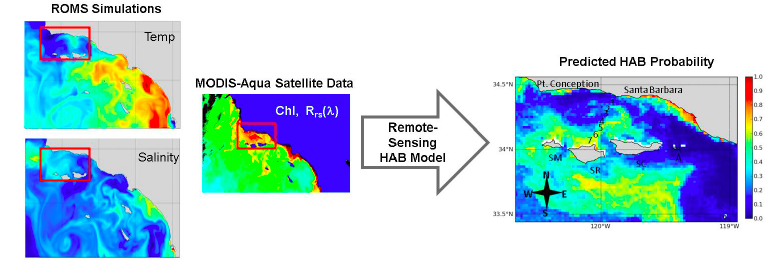 ROMS Simulations
Temp
Salinity
MODIS-Aqua Satellite Data
Chl, Rrs(λ)
Remote-
Sensing
HAB Model
Predicted HAB Probability
34.5°N
Pt. Conception
Santa Barbara
34°N
SM
SR
SC
A
N
W
E
S
33.5°N
P
120°W
119°W
1.0
0.9
0.8
0.7
0.6
0.5
0.4
0.3
0.2
0.1
0.0